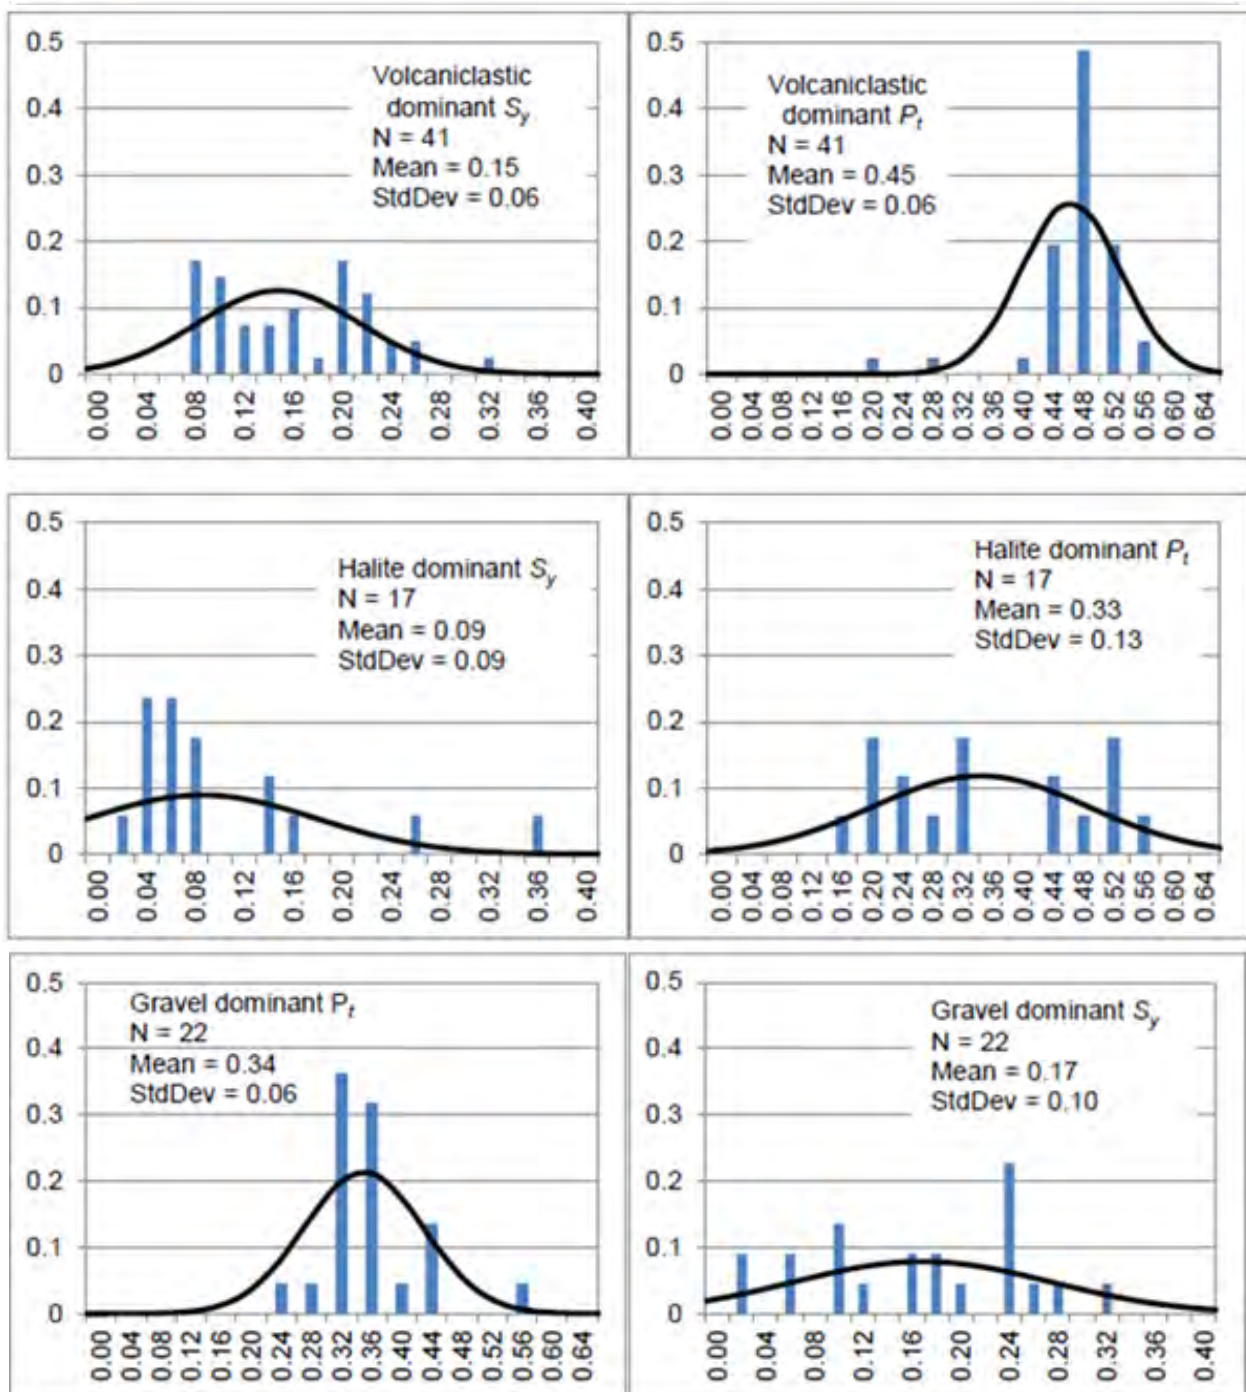 0.5
0.4
0.3
0.2
0.1
0
Volcaniclastic
dominant Sy
N = 41
Mean = 0.15
StdDev = 0.06
0.00 0.04 0.08 0.12 0.16 0.20 0.24 0.28 0.32 0.36 0.40
0.5
0.4
0.3
0.2
0.1
0
Volcaniclastic
dominant Pt
N = 41
Mean = 0.45
StdDev = 0.06
0.00 0.04 0.08 0.12 0.16 0.20 0.24 0.28 0.32 0.36 0.40 0.44 0.48 0.52 0.56 0.60 0.64
0.5
0.4
0.3
0.2
0.1
0
Halite dominant Sy
N = 17
Mean = 0.09
StdDev = 0.09
0.00 0.04 0.08 0.12 0.16 0.20 0.24 0.28 0.32 0.36 0.40
0.5
0.4
0.3
0.2
0.1
0
Halite dominant Pt
N = 17
Mean = 0.33
StdDev = 0.13
0.00 0.04 0.08 0.12 0.16 0.20 0.24 0.28 0.32 0.36 0.40 0.44 0.48 0.52 0.56 0.60 0.64
0.5
0.4
0.3
0.2
0.1
0
Gravel dominant Pt
N = 22
Mean = 0.34
StdDev = 0.06
0.00 0.04 0.08 0.12 0.16 0.20 0.24 0.28 0.32 0.36 0.40 0.44 0.48 0.52 0.56 0.60 0.64
0.5
0.4
0.3
0.2
0.1
0
Gravel dominant Sy
N = 22
Mean = 0.17
StdDev = 0.10
0.00 0.04 0.08 0.12 0.16 0.20 0.24 0.28 0.32 0.36 0.40